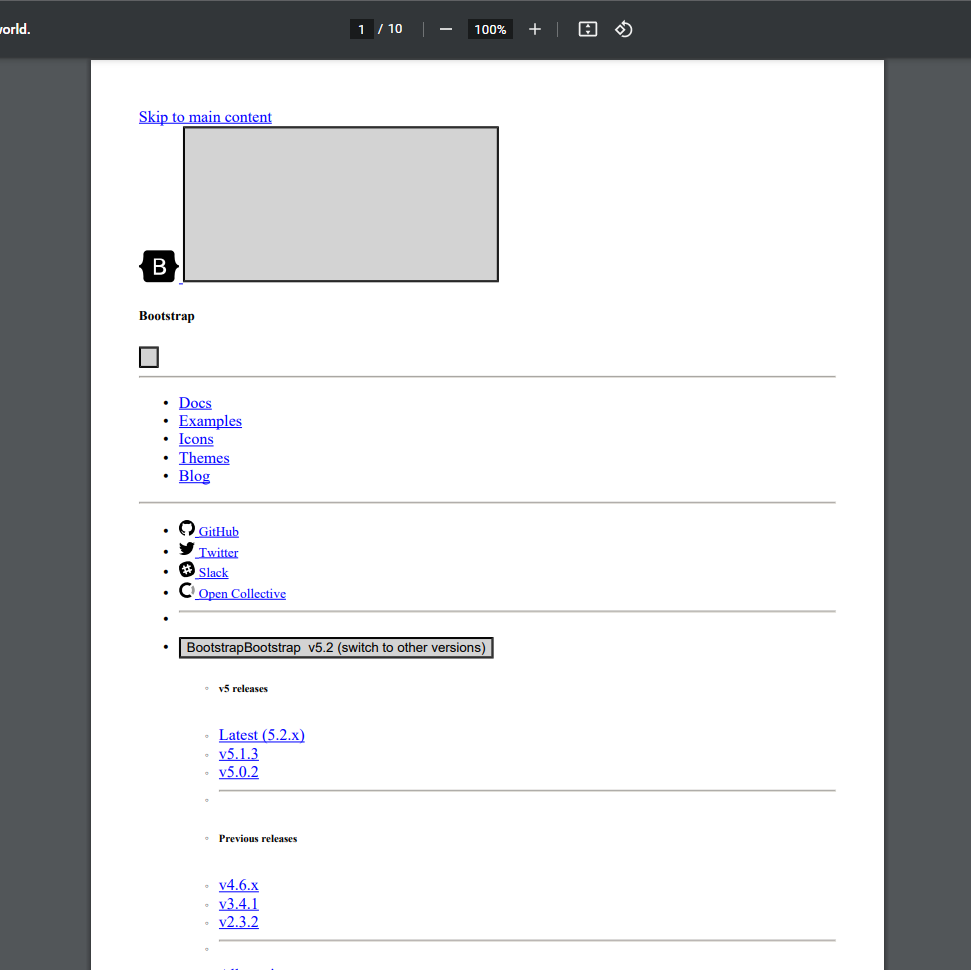 world.
1 / 10
100%
Skip to main content
B
Bootstrap
Docs
Examples
Icons
Themes
Blog
GitHub
Twitter
Slack
Open Collective
BootstrapBootstrap v5.2 (switch to other versions)
v5 releases
Latest (5.2.x)
v5.1.3
v5.0.2
Previous releases
v4.6.x
v3.4.1
v2.3.2